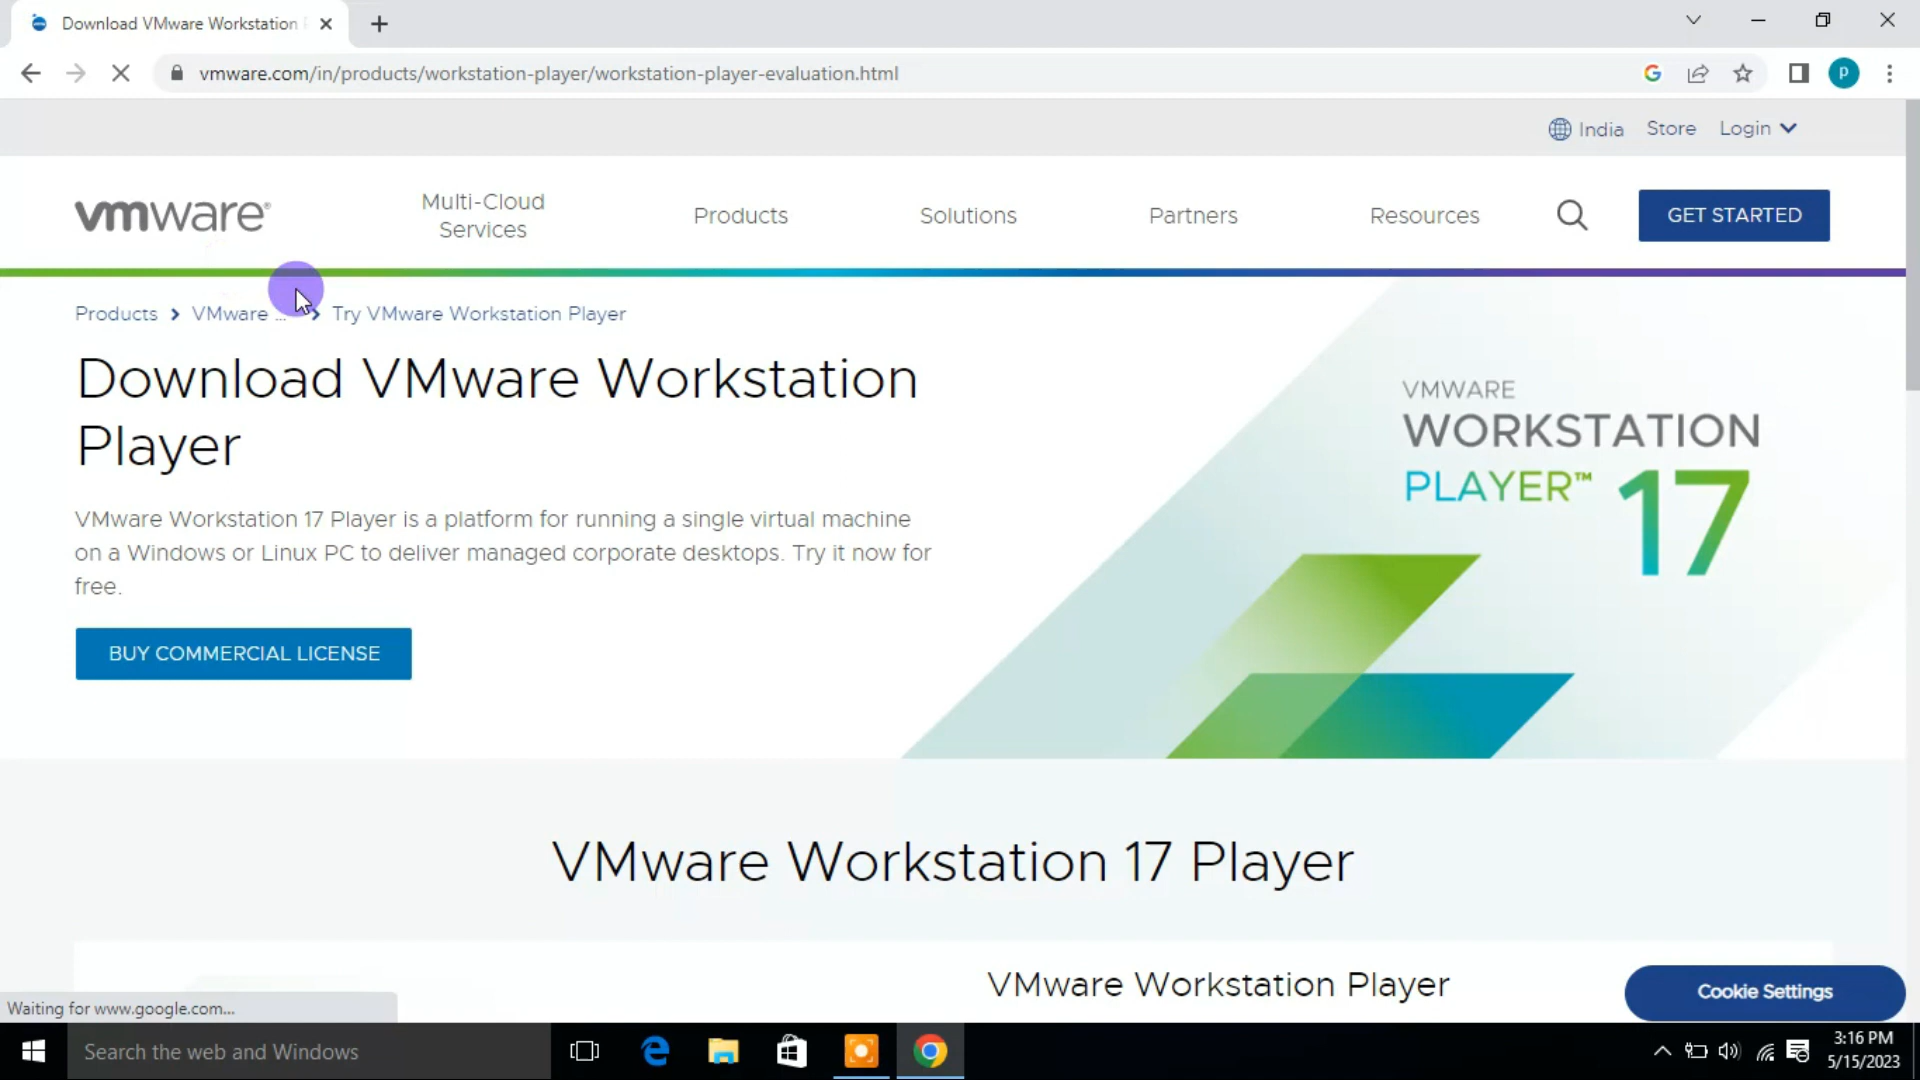 Download VMware Workstation
vmware.com/in/products/workstation-player/workstation-player-evaluation.html
P
India Store Login
vmware®
Multi-Cloud
Services
Products
Solutions
Partners
Resources
GET STARTED
Products > VMware ... > Try VMware Workstation Player
Download VMware Workstation
Player
VMWARE
WORKSTATION
PLAYER™ 17
VMware Workstation 17 Player is a platform for running a single virtual machine
on a Windows or Linux PC to deliver managed corporate desktops. Try it now for
free.
BUY COMMERCIAL LICENSE
VMware Workstation 17 Player
VMware Workstation Player
Cookie Settings
Waiting for www.google.com...
Search the web and Windows
3:16 PM
5/15/2023